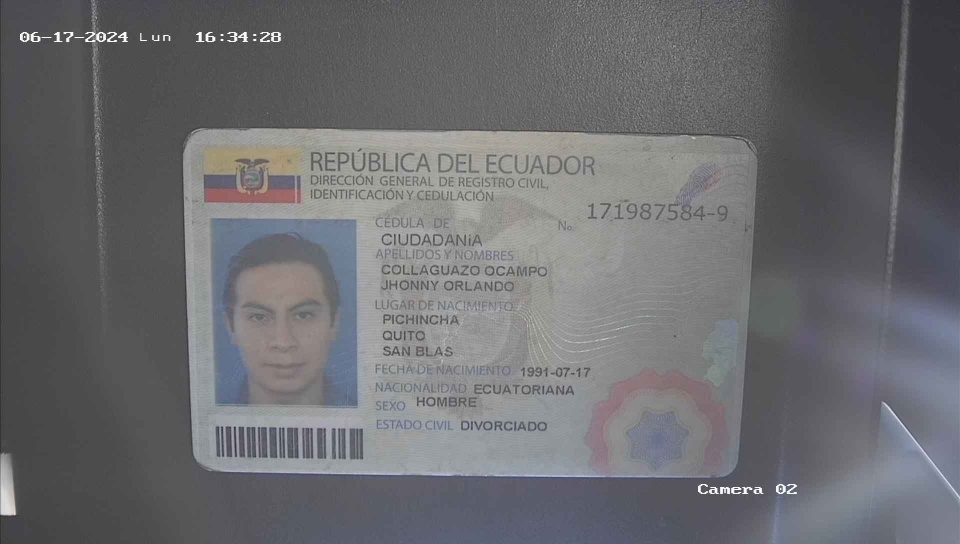 06-17-2024 Lun 16:34:28
REPÚBLICA DEL ECUADOR
DIRECCIÓN GENERAL DE REGISTRO CIVIL,
IDENTIFICACIÓN Y CEDULACIÓN
CÉDULA DE No. 171987584-9
CIUDADANíA
APELLIDOS Y NOMBRES
COLLAGUAZO OCAMPO
JHONNY ORLANDO
LUGAR DE NACIMIENTO
PICHINCHA
QUITO
SAN BLAS
FECHA DE NACIMIENTO 1991-07-17
NACIONALIDAD ECUATORIANA
SEXO HOMBRE
ESTADO CIVIL DIVORCIADO
Camera 02